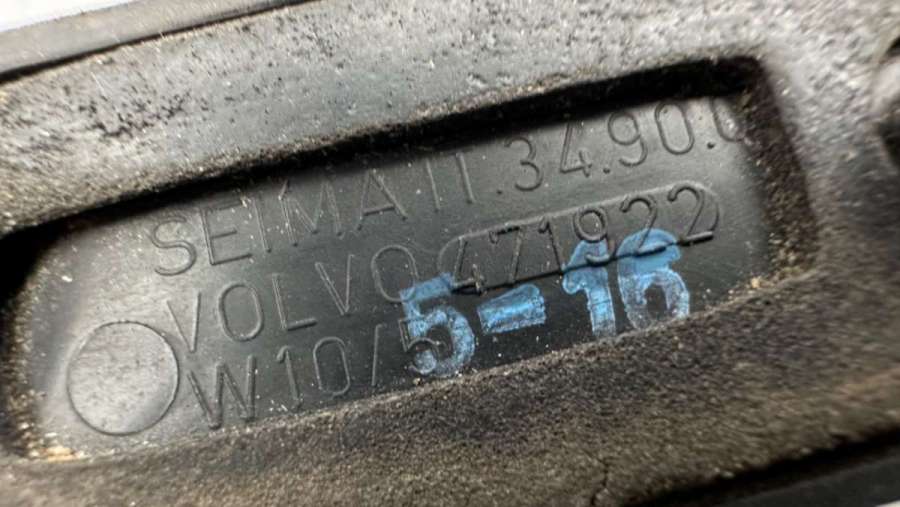 SEIMA 11.34.90.0
VOLVO 471922
W10/5
5-16